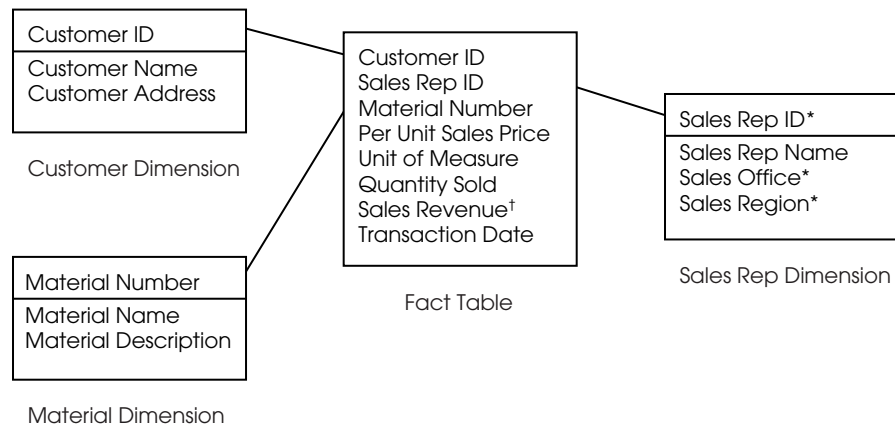 Customer ID
Customer Name
Customer Address
Customer Dimension
Material Number
Material Name
Material Description
Material Dimension
Customer ID
Sales Rep ID
Material Number
Per Unit Sales Price
Unit of Measure
Quantity Sold
Sales Revenue†
Transaction Date
Fact Table
Sales Rep ID*
Sales Rep Name
Sales Office*
Sales Region*
Sales Rep Dimension